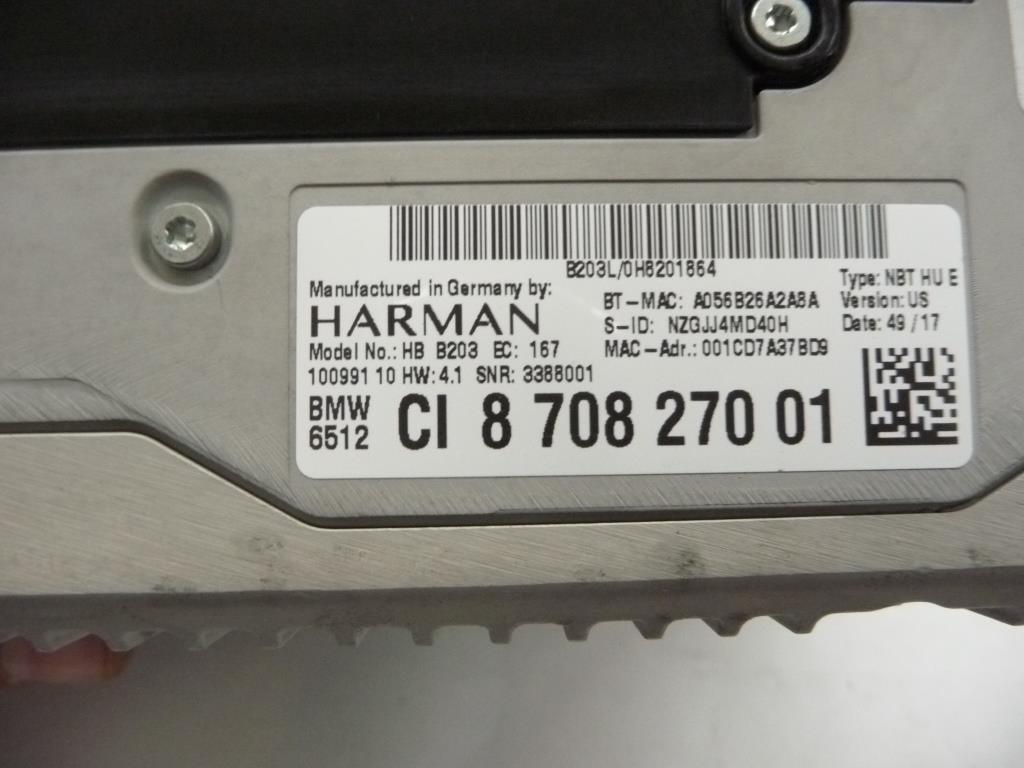 B203L/0H8201864
Manufactured in Germany by:
HARMAN
Model No.: HB B203 EC: 167
100991 10 HW: 4.1 SNR: 3388001
BT-MAC: A056B26A2A8A
S-ID: NZGJJ4MD40H
MAC-Adr.: 001CD7A37BD9
Type: NBT HU E
Version: US
Date: 49 / 17
BMW
6512
CI 8 708 270 01